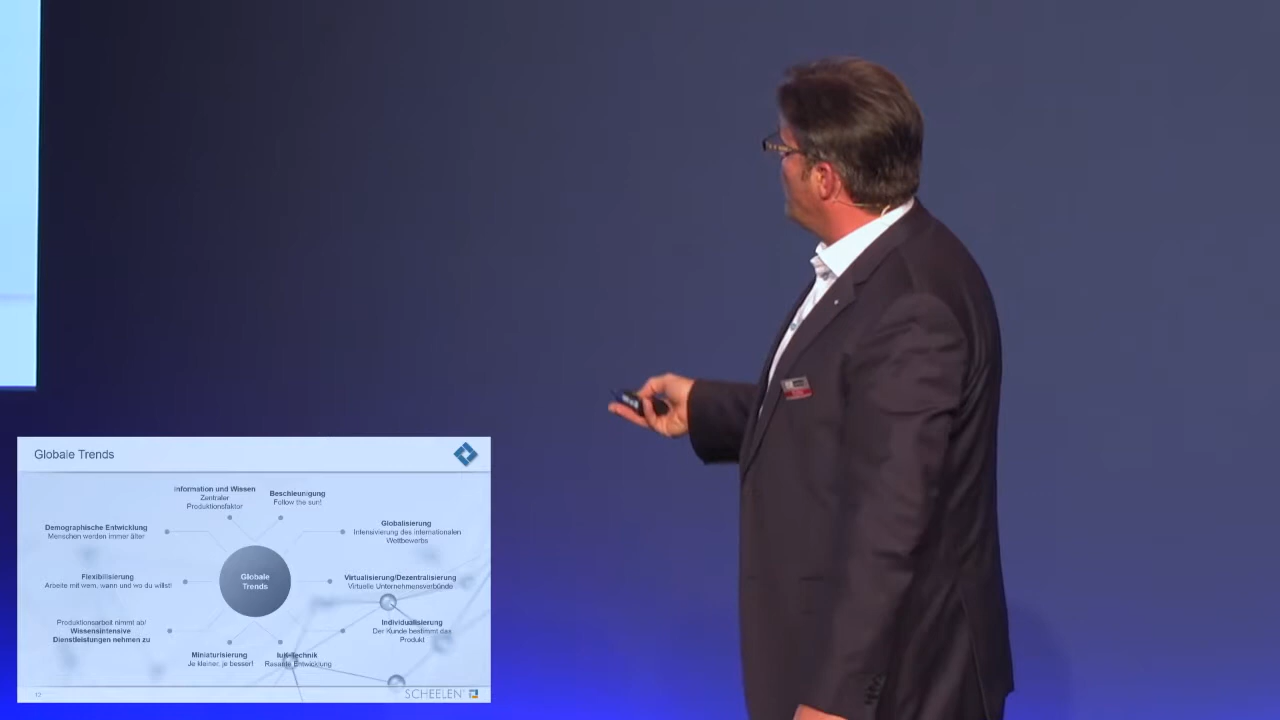 Globale Trends
Information und Wissen
Zentraler
Produktionsfaktor
Beschleunigung
Follow the sun!
Demographische Entwicklung
Menschen werden immer älter
Globalisierung
Intensivierung des internationalen
Wettbewerbs
Flexibilisierung
Arbeite mit wem, wann und wo du willst!
Globale
Trends
Virtualisierung/Dezentralisierung
Virtuelle Unternehmensverbünde
Produktionsarbeit nimmt ab/
Wissensintensive
Dienstleistungen nehmen zu
Individualisierung
Der Kunde bestimmt das
Produkt
Miniaturisierung
Je kleiner, je besser!
IuK-Technik
Rasante Entwicklung
12
SCHEELEN